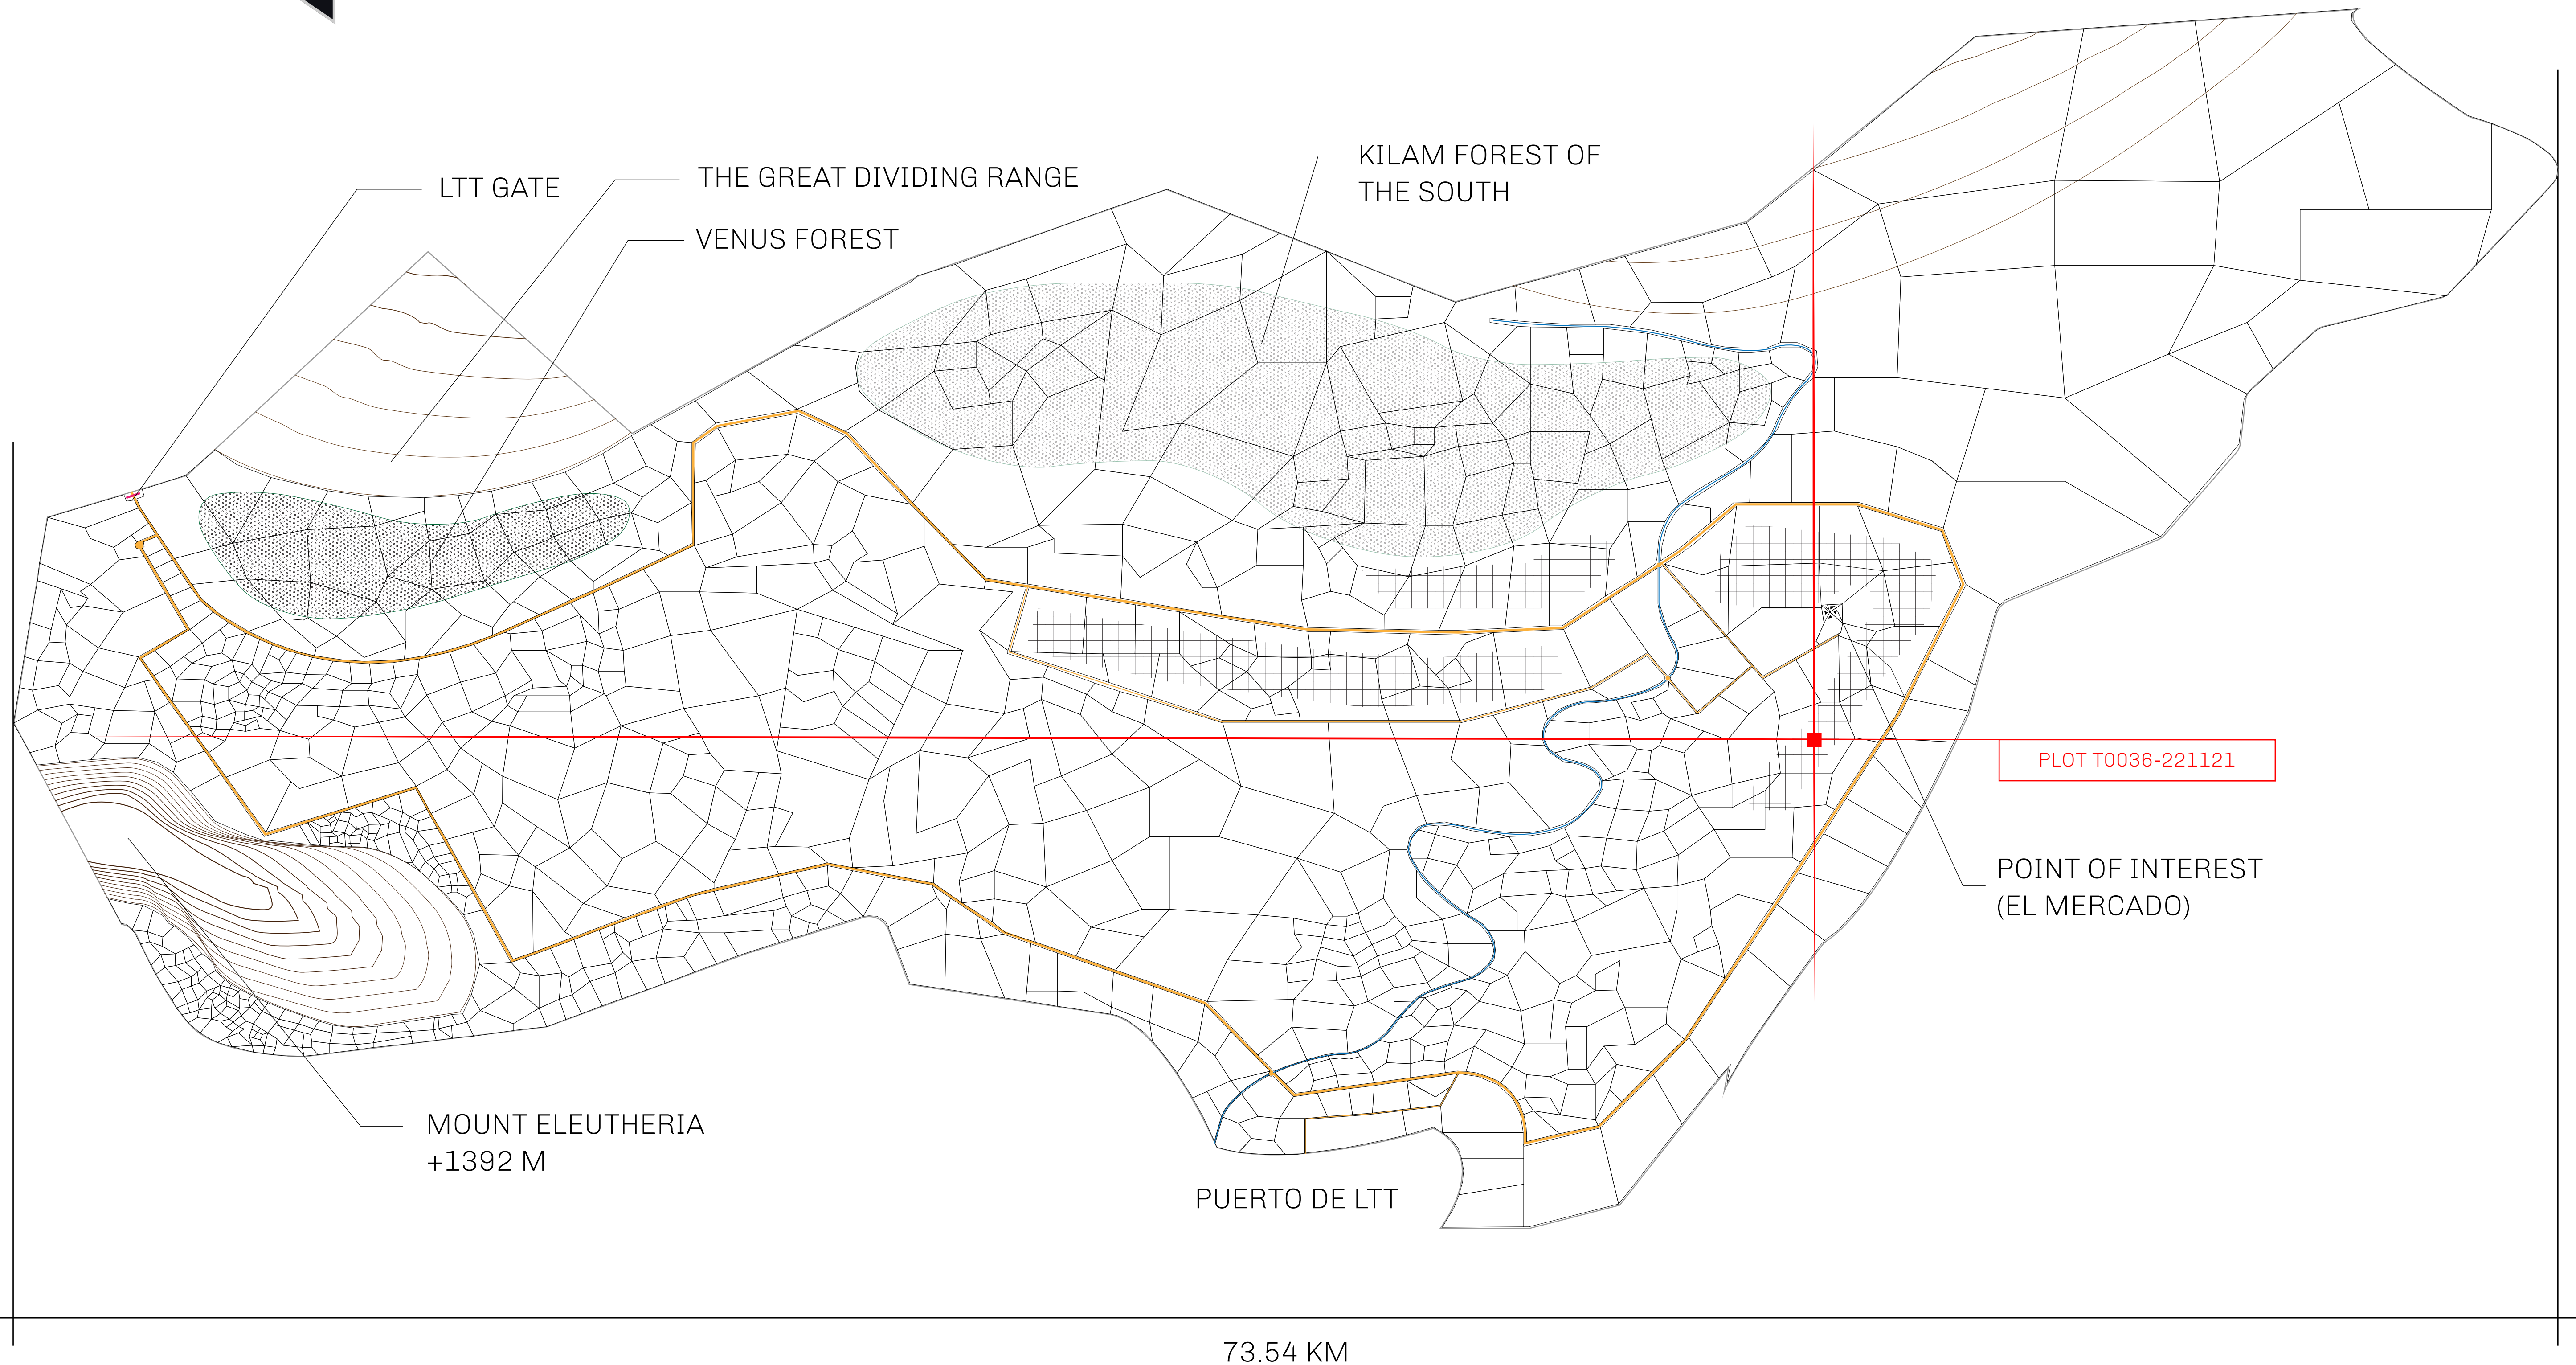 KILAM FOREST OF
THE SOUTH
LTT GATE
THE GREAT DIVIDING RANGE
VENUS FOREST
PLOT T0036-221121
POINT OF INTEREST
(EL MERCADO)
MOUNT ELEUTHERIA
+1392 M
PUERTO DE LTT
73.54 KM